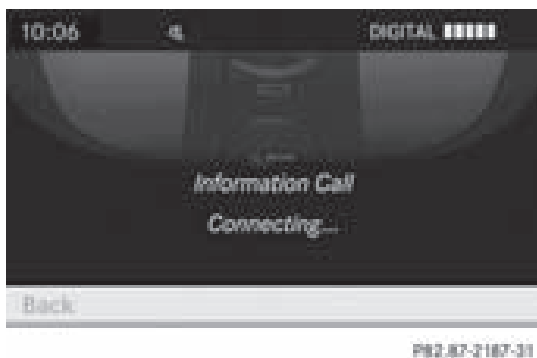 10:06 DIGITAL
Information Call
Connecting...
Back
P82.87-2187-31